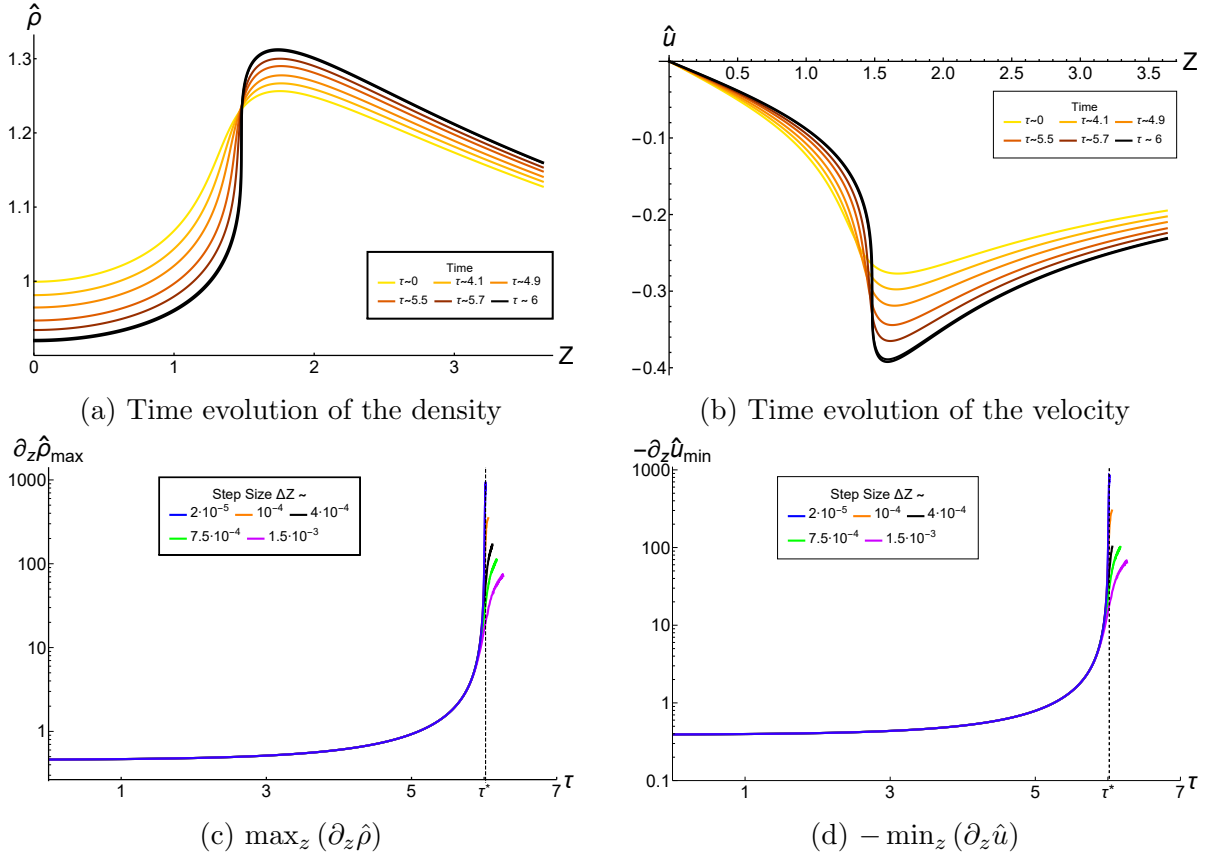 ρ̂
1.3
1.2
1.1
1
0
1
2
3
Z
Time
τ~0 τ~4.1 τ~4.9
τ~5.5 τ~5.7 τ ~ 6
(a) Time evolution of the density
û
Z
0.5 1.0 1.5 2.0 2.5 3.0 3.5
-0.1
-0.2
-0.3
-0.4
Time
τ~0 τ~4.1 τ~4.9
τ~5.5 τ~5.7 τ ~ 6
(b) Time evolution of the velocity
∂zρ̂max
1000
100
10
1
Step Size ΔZ ~
2·10⁻⁵ 10⁻⁴ 4·10⁻⁴
7.5·10⁻⁴ 1.5·10⁻³
1 3 5 τ* 7 τ
(c) maxz (∂zρ̂)
-∂zûmin
1000
100
10
1
0.1
Step Size ΔZ ~
2·10⁻⁵ 10⁻⁴ 4·10⁻⁴
7.5·10⁻⁴ 1.5·10⁻³
1 3 5 τ* 7 τ
(d) − minz (∂zû)